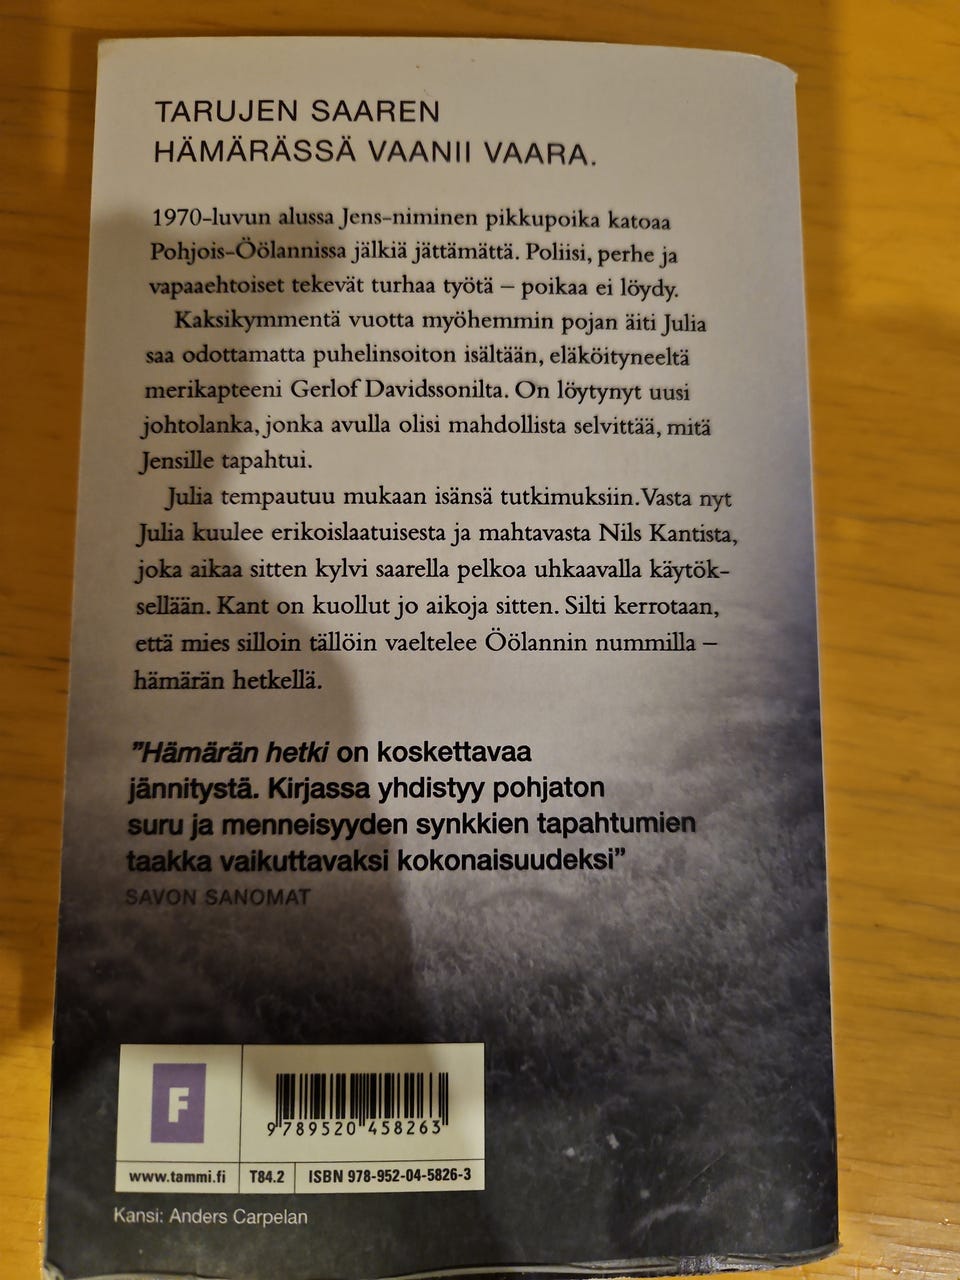 TARUJEN SAAREN
HÄMÄRÄSSÄ VAANII VAARA.
1970-luvun alussa Jens-niminen pikkupoika katoaa
Pohjois-Öölannissa jälkiä jättämättä. Poliisi, perhe ja
vapaaehtoiset tekevät turhaa työtä – poikaa ei löydy.
Kaksikymmentä vuotta myöhemmin pojan äiti Julia
saa odottamatta puhelinsoiton isältään, eläköityneeltä
merikapteeni Gerlof Davidssonilta. On löytynyt uusi
johtolanka, jonka avulla olisi mahdollista selvittää, mitä
Jensille tapahtui.
Julia tempautuu mukaan isänsä tutkimuksiin. Vasta nyt
Julia kuulee erikoislaatuisesta ja mahtavasta Nils Kantista,
joka aikaa sitten kylvi saarella pelkoa uhkaavalla käytök-
sellään. Kant on kuollut jo aikoja sitten. Silti kerrotaan,
että mies silloin tällöin vaeltelee Öölannin nummilla –
hämärän hetkellä.
”Hämärän hetki on koskettavaa
jännitystä. Kirjassa yhdistyy pohjaton
suru ja menneisyyden synkkien tapahtumien
taakka vaikuttavaksi kokonaisuudeksi”
SAVON SANOMAT
F
9 789520 458263
www.tammi.fi T84.2 ISBN 978-952-04-5826-3
Kansi: Anders Carpelan